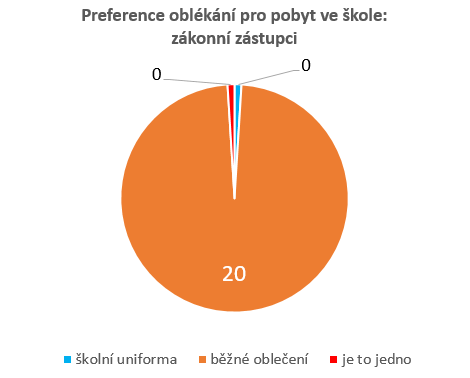 Preference oblékání pro pobyt ve škole:
zákonní zástupci
0
0
20
školní uniforma
běžné oblečení
je to jedno